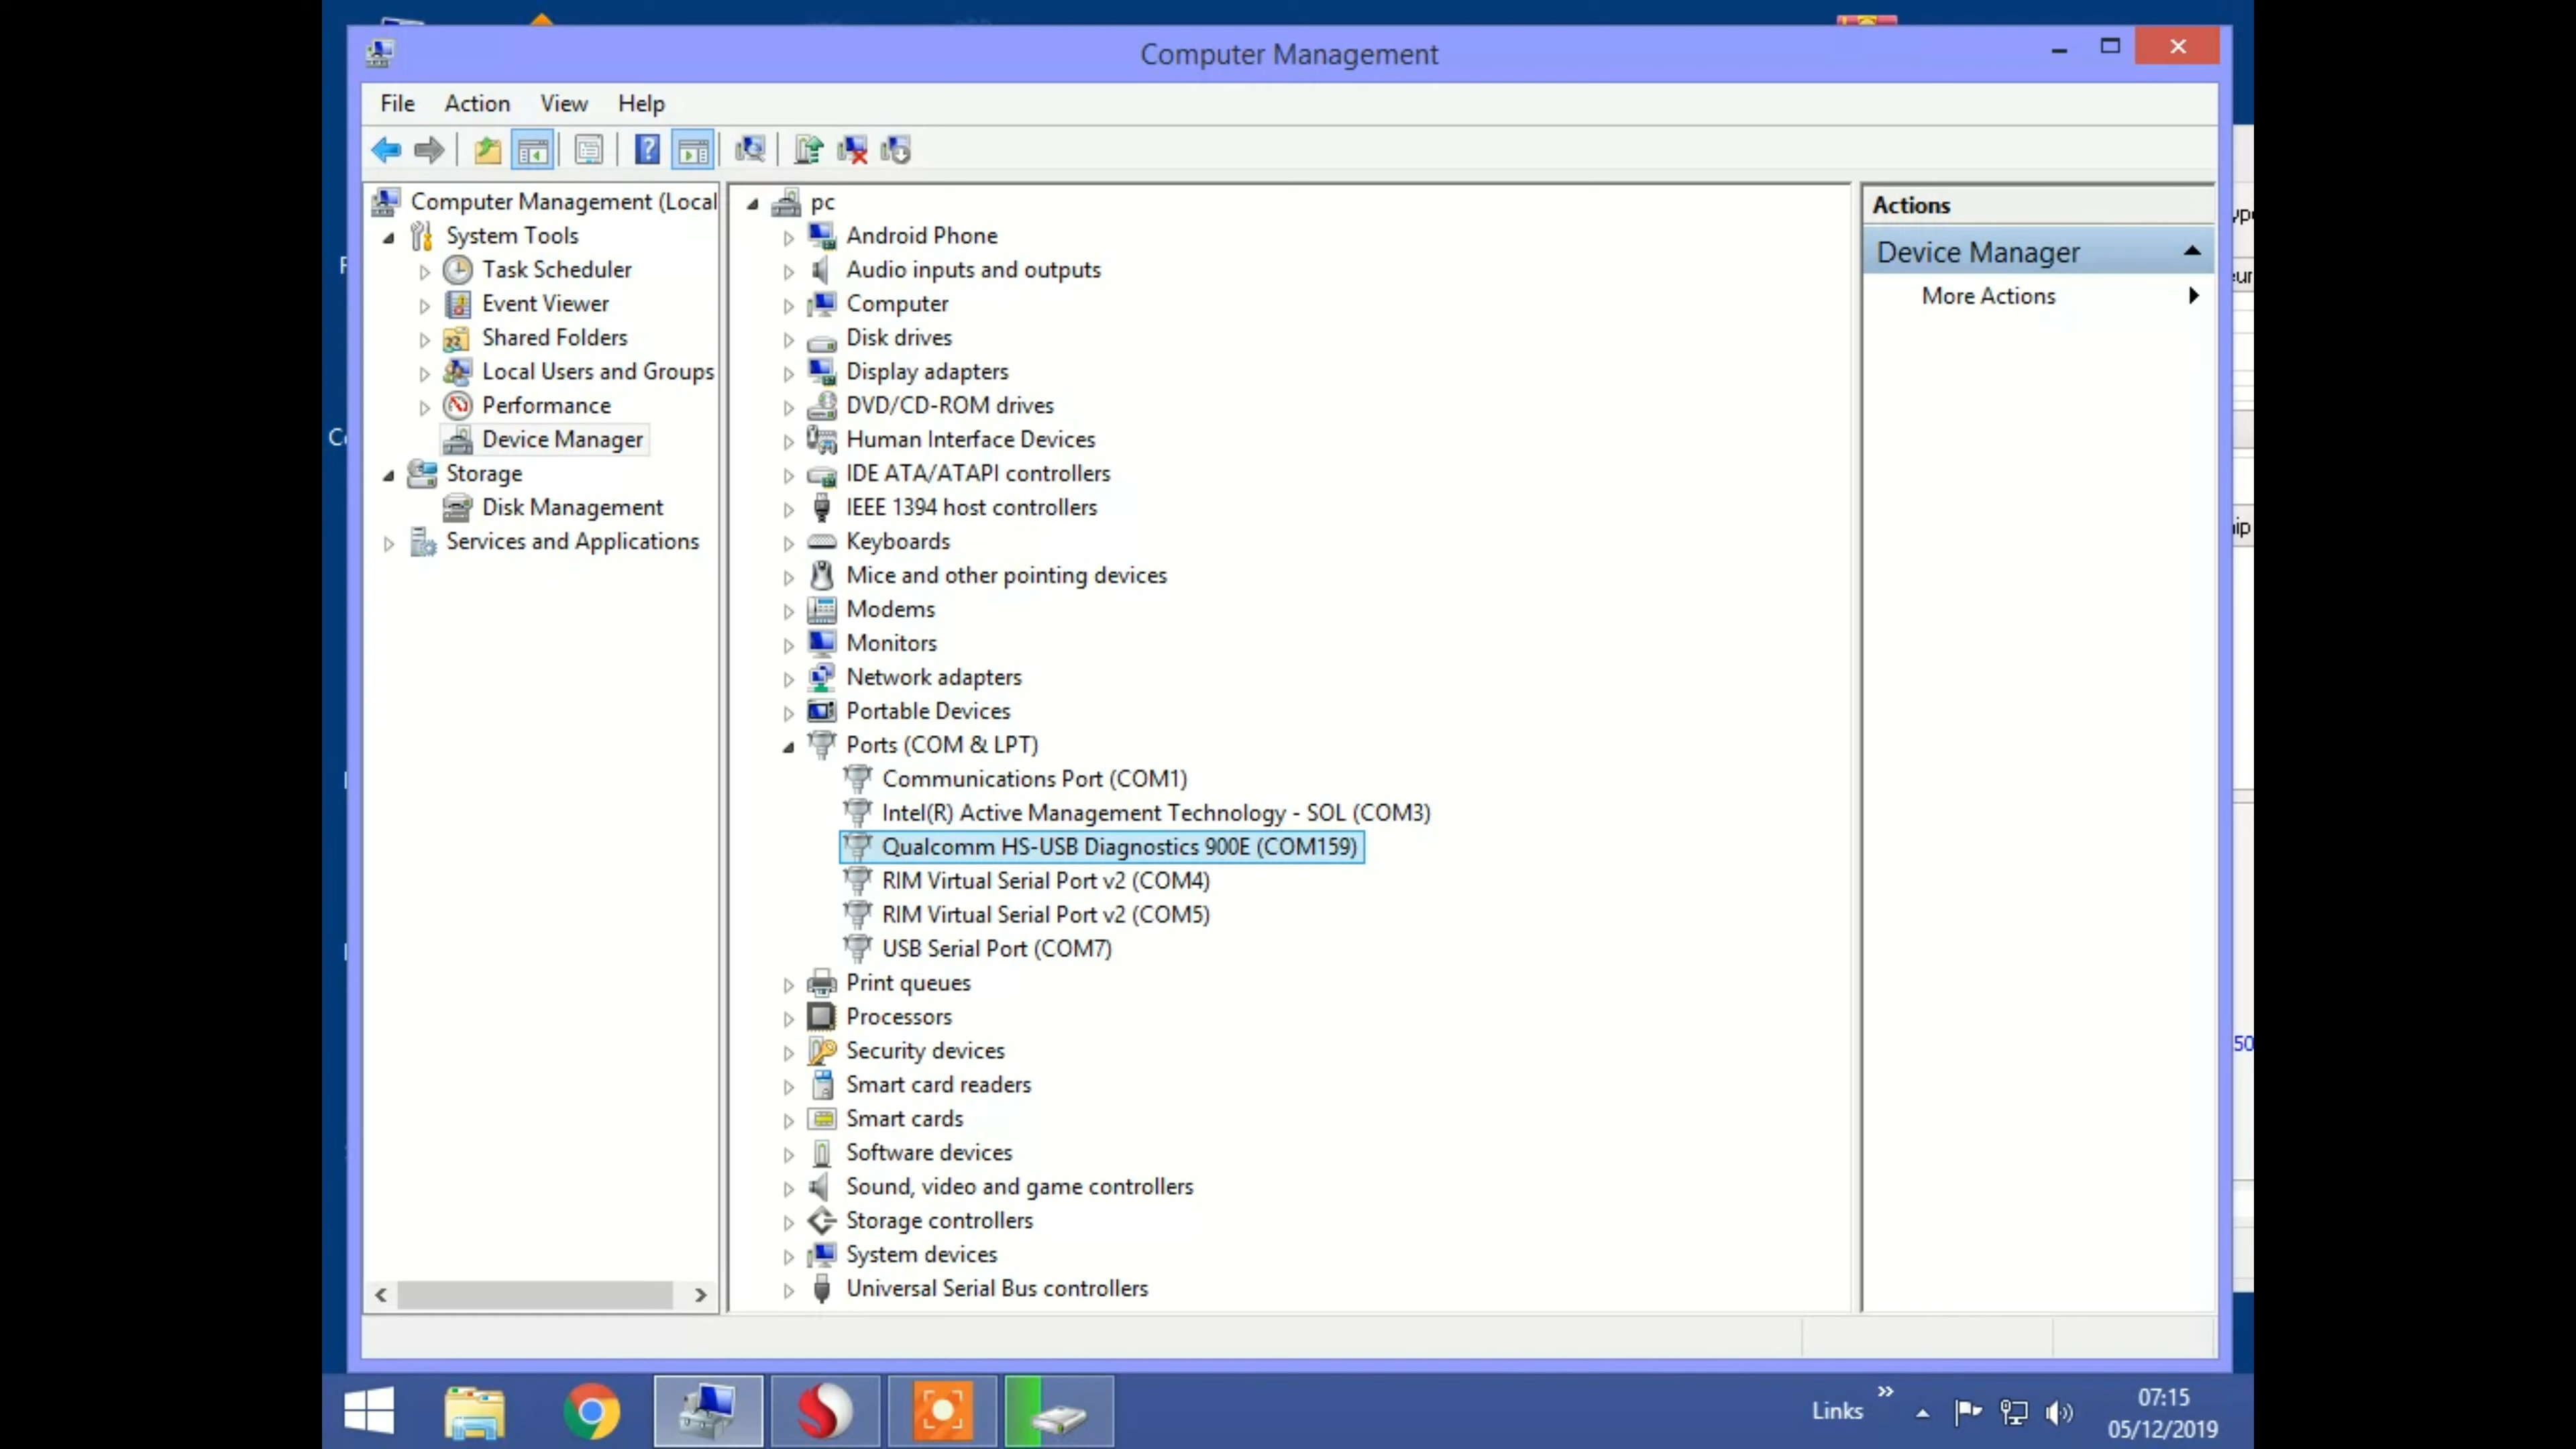 Computer Management
File Action View Help
Computer Management (Local
System Tools
Task Scheduler
Event Viewer
Shared Folders
Local Users and Groups
Performance
Device Manager
Storage
Disk Management
Services and Applications
pc
Android Phone
Audio inputs and outputs
Computer
Disk drives
Display adapters
DVD/CD-ROM drives
Human Interface Devices
IDE ATA/ATAPI controllers
IEEE 1394 host controllers
Keyboards
Mice and other pointing devices
Modems
Monitors
Network adapters
Portable Devices
Ports (COM & LPT)
Communications Port (COM1)
Intel(R) Active Management Technology - SOL (COM3)
Qualcomm HS-USB Diagnostics 900E (COM159)
RIM Virtual Serial Port v2 (COM4)
RIM Virtual Serial Port v2 (COM5)
USB Serial Port (COM7)
Print queues
Processors
Security devices
Smart card readers
Smart cards
Software devices
Sound, video and game controllers
Storage controllers
System devices
Universal Serial Bus controllers
Actions
Device Manager
More Actions
50
Links
07:15
05/12/2019